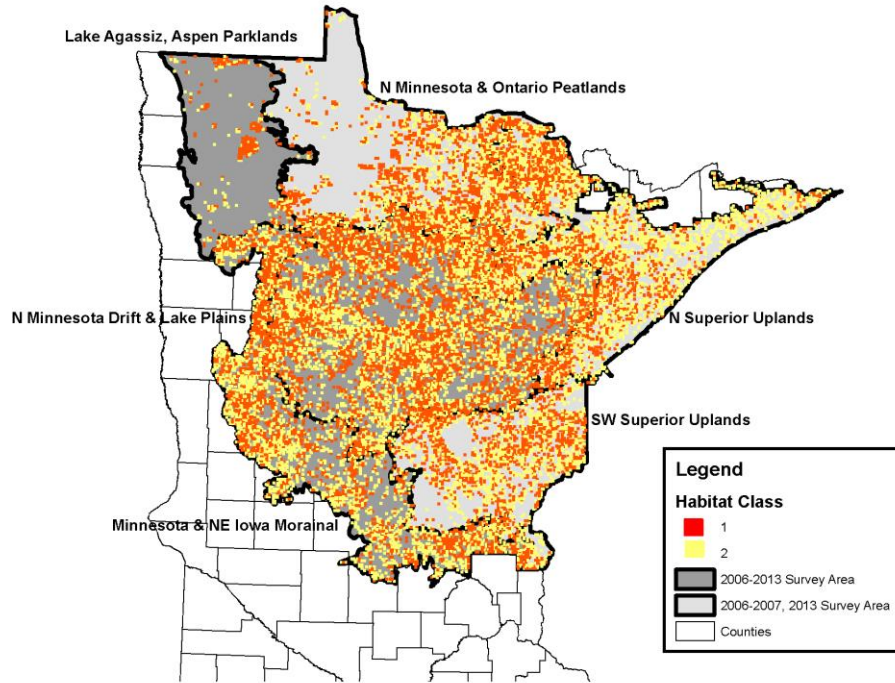 Lake Agassiz, Aspen Parklands
N Minnesota & Ontario Peatlands
N Minnesota Drift & Lake Plains
N Superior Uplands
SW Superior Uplands
Minnesota & NE Iowa Morainal
Legend
Habitat Class
1
2
2006-2013 Survey Area
2006-2007, 2013 Survey Area
Counties